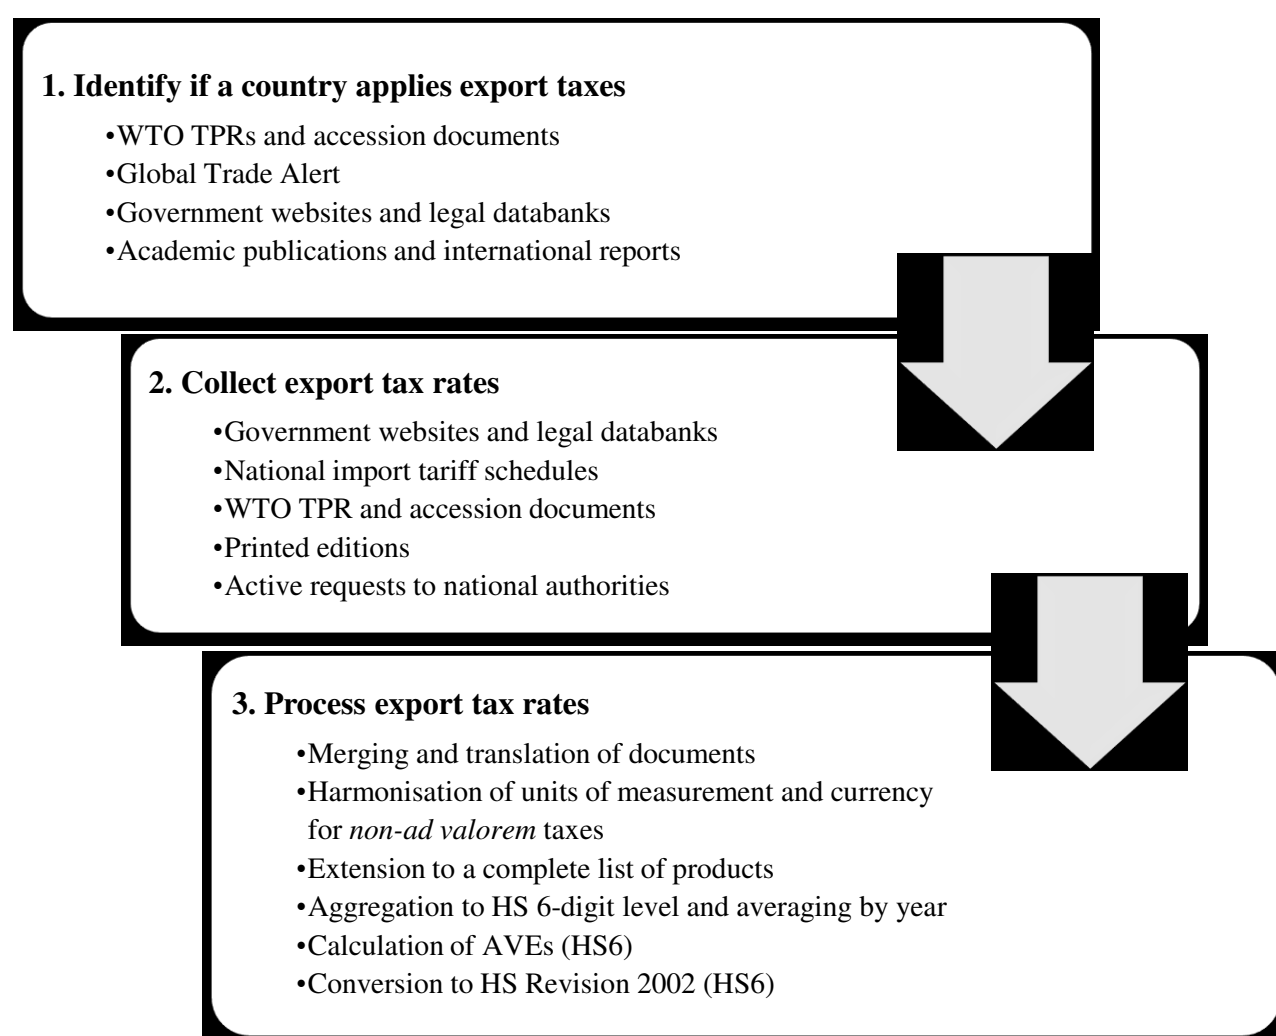 1. Identify if a country applies export taxes
•WTO TPRs and accession documents
•Global Trade Alert
•Government websites and legal databanks
•Academic publications and international reports
2. Collect export tax rates
•Government websites and legal databanks
•National import tariff schedules
•WTO TPR and accession documents
•Printed editions
•Active requests to national authorities
3. Process export tax rates
•Merging and translation of documents
•Harmonisation of units of measurement and currency
for non-ad valorem taxes
•Extension to a complete list of products
•Aggregation to HS 6-digit level and averaging by year
•Calculation of AVEs (HS6)
•Conversion to HS Revision 2002 (HS6)